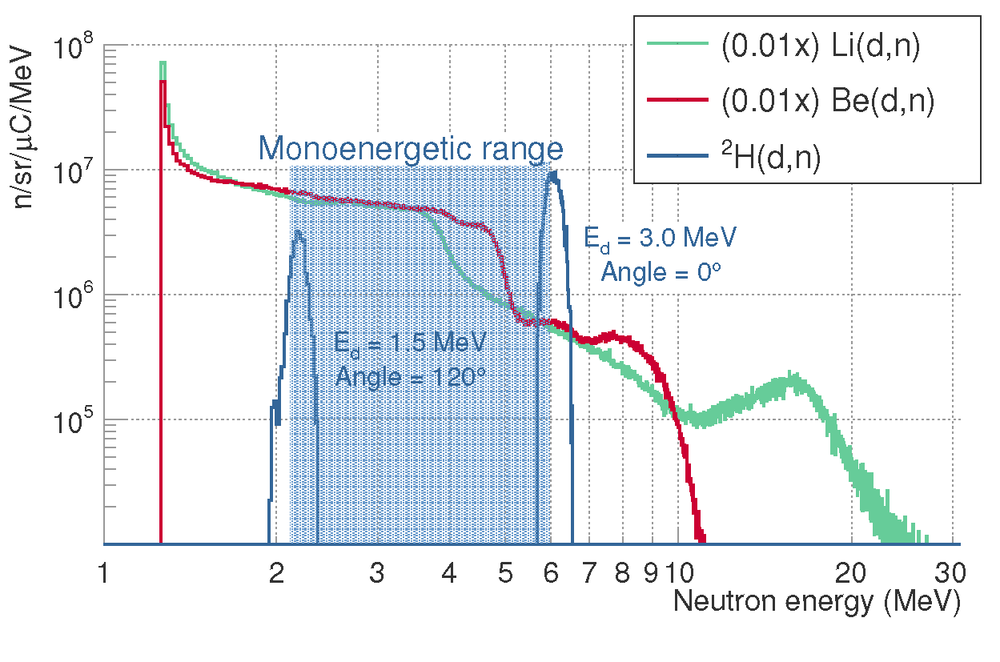 n/sr/μC/MeV
10⁸
10⁷
10⁶
10⁵
(0.01x) Li(d,n)
(0.01x) Be(d,n)
²H(d,n)
Monoenergetic range
E_d = 3.0 MeV
Angle = 0º
E_d = 1.5 MeV
Angle = 120º
1 2 3 4 5 6 7 8 9 10 20 30
Neutron energy (MeV)